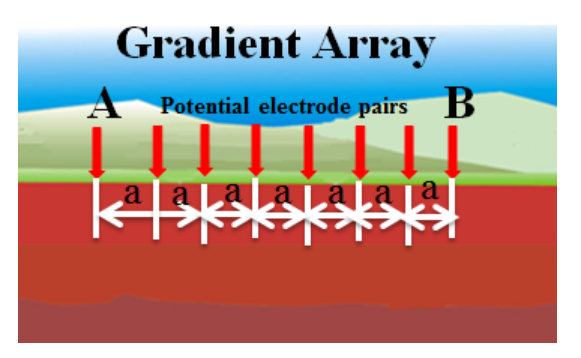 Gradient Array
A Potential electrode pairs B
a a a a a a a